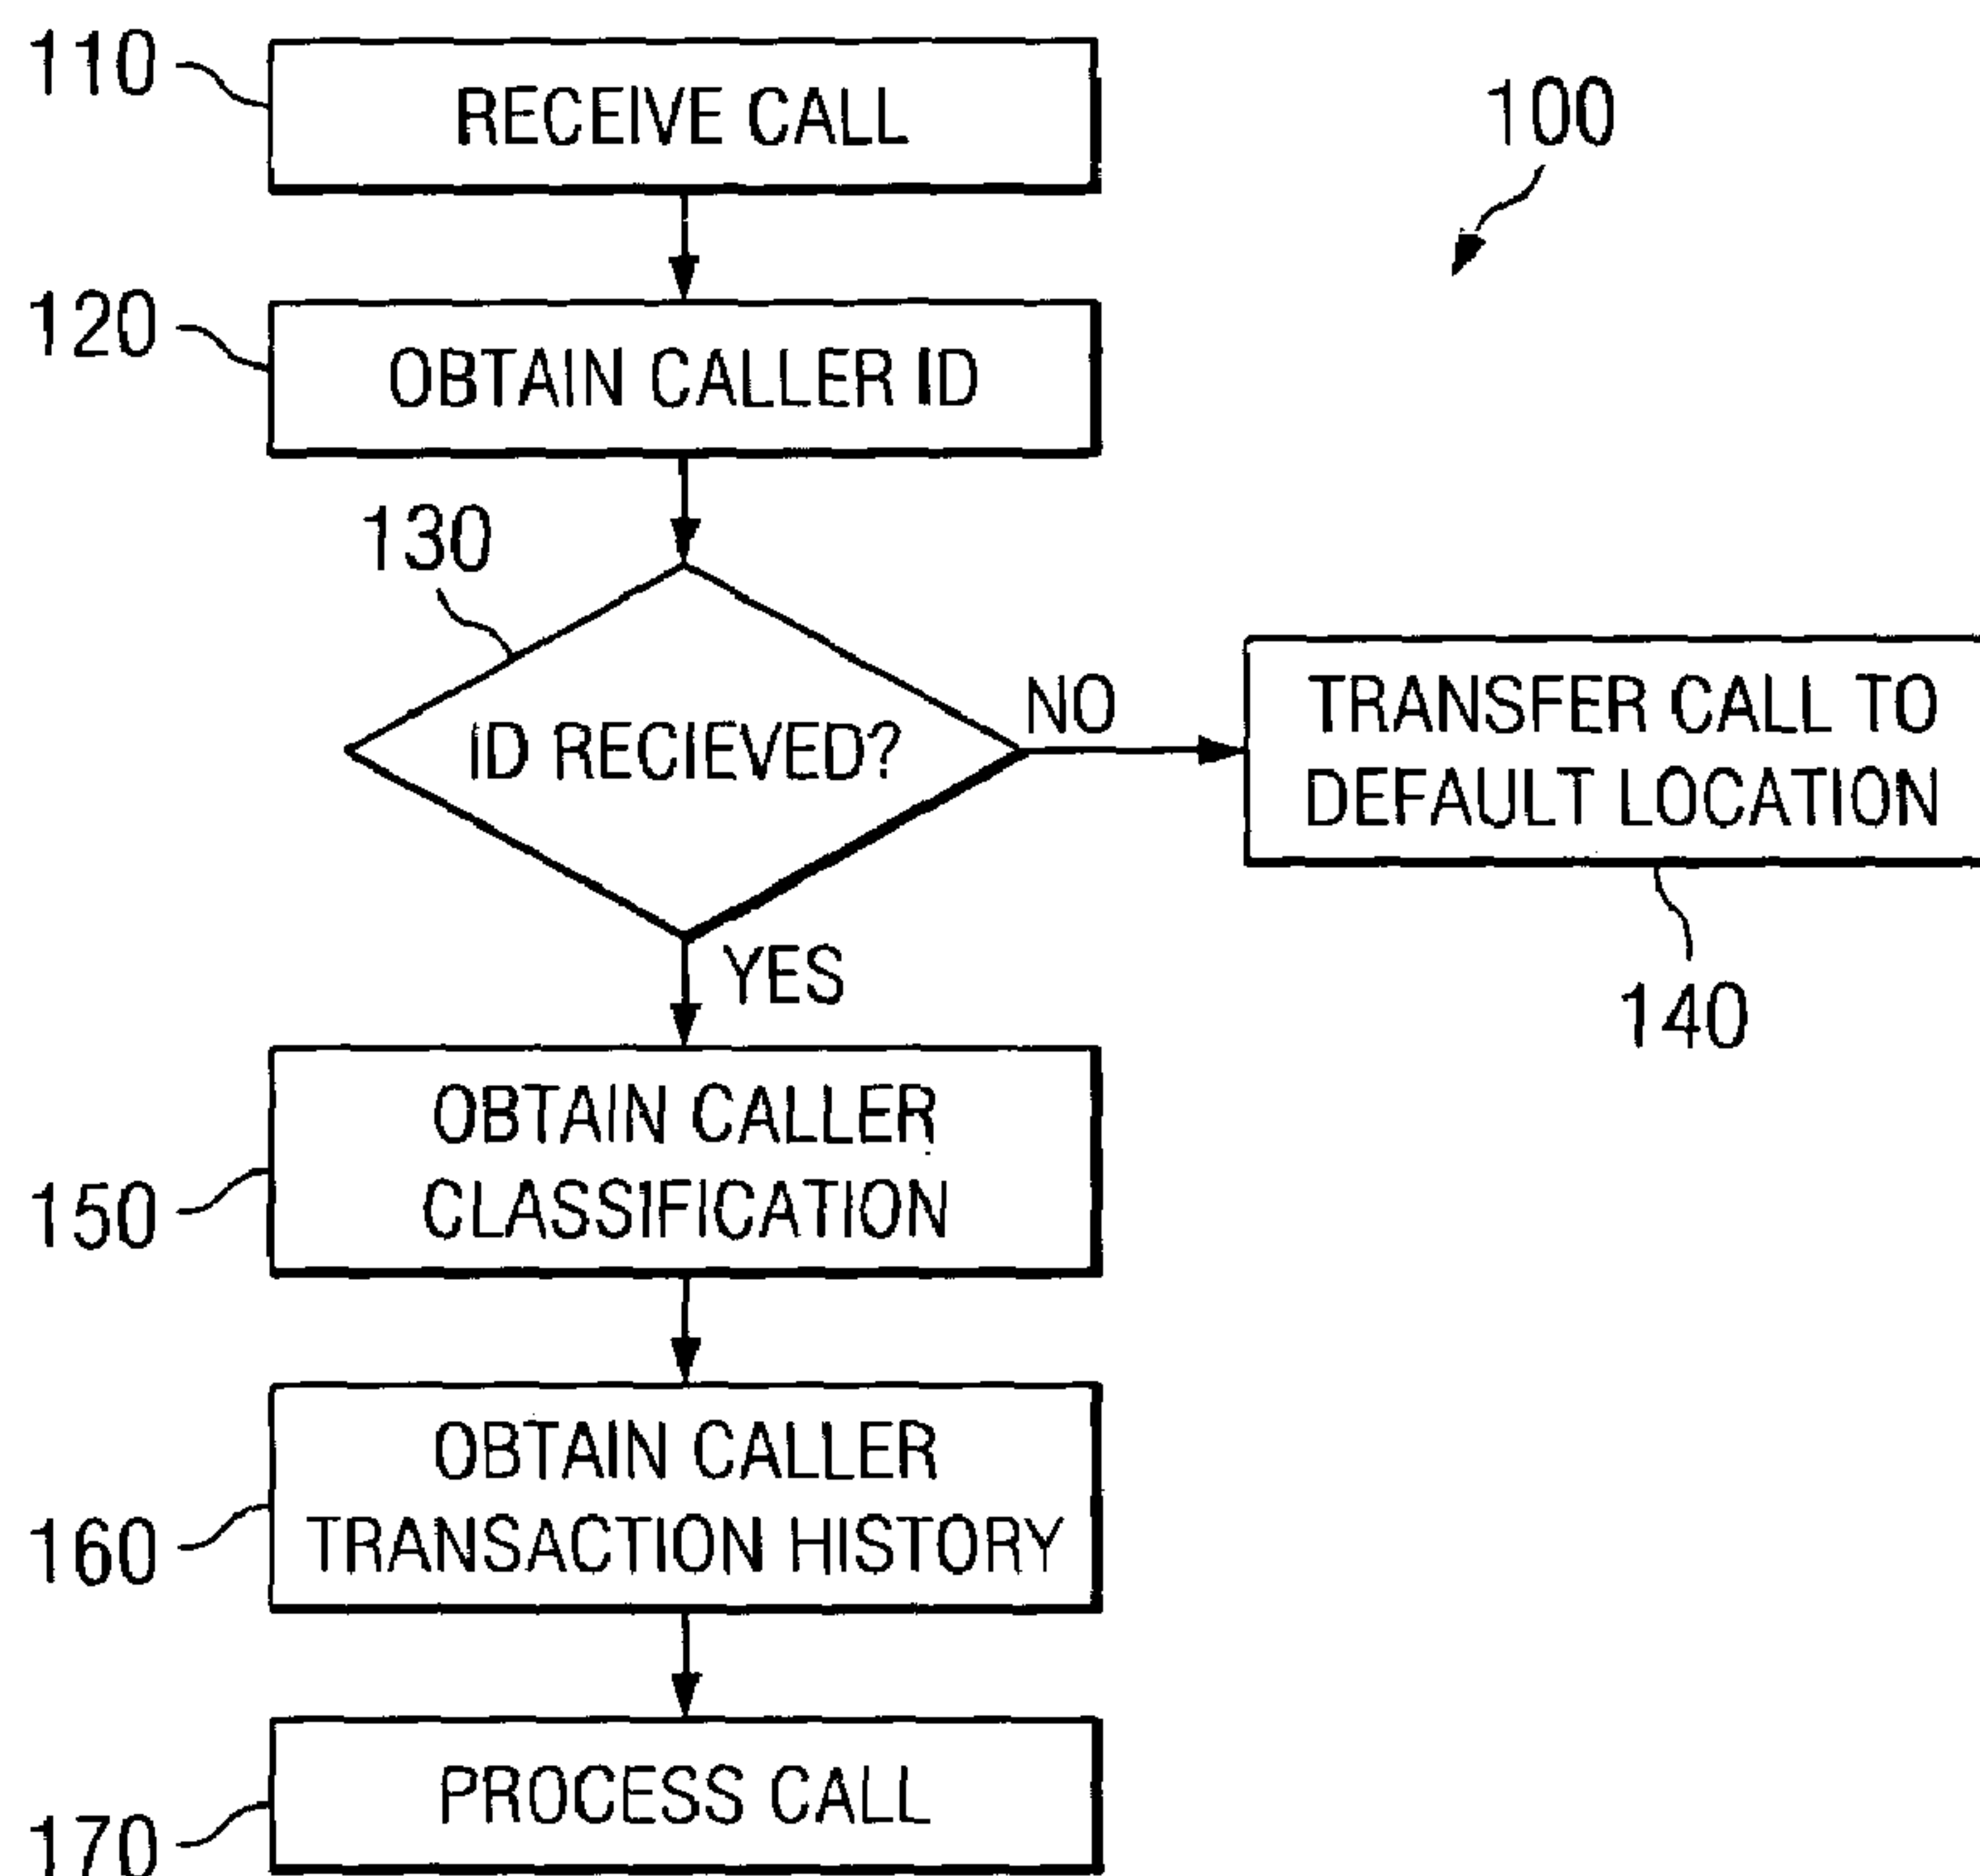 110
RECEIVE CALL
100
120
OBTAIN CALLER ID
130
ID RECIEVED?
NO
TRANSFER CALL TO
DEFAULT LOCATION
140
YES
150
OBTAIN CALLER
CLASSIFICATION
160
OBTAIN CALLER
TRANSACTION HISTORY
170
PROCESS CALL